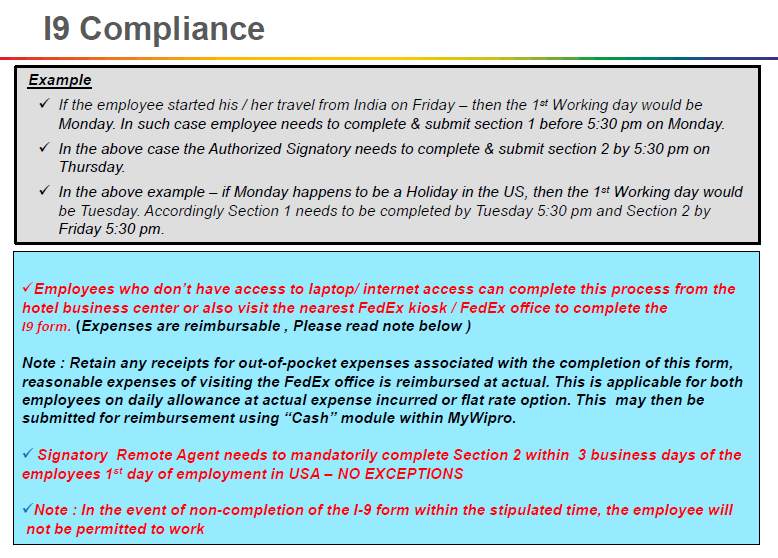 I9 Compliance
Example
✓ If the employee started his / her travel from India on Friday – then the 1st Working day would be
Monday. In such case employee needs to complete & submit section 1 before 5:30 pm on Monday.
✓ In the above case the Authorized Signatory needs to complete & submit section 2 by 5:30 pm on
Thursday.
✓ In the above example – if Monday happens to be a Holiday in the US, then the 1st Working day would
be Tuesday. Accordingly Section 1 needs to be completed by Tuesday 5:30 pm and Section 2 by
Friday 5:30 pm.
✓Employees who don’t have access to laptop/ internet access can complete this process from the
hotel business center or also visit the nearest FedEx kiosk / FedEx office to complete the
I9 form. (Expenses are reimbursable , Please read note below )
Note : Retain any receipts for out-of-pocket expenses associated with the completion of this form,
reasonable expenses of visiting the FedEx office is reimbursed at actual. This is applicable for both
employees on daily allowance at actual expense incurred or flat rate option. This may then be
submitted for reimbursement using “Cash” module within MyWipro.
✓ Signatory Remote Agent needs to mandatorily complete Section 2 within 3 business days of the
employees 1st day of employment in USA – NO EXCEPTIONS
✓Note : In the event of non-completion of the I-9 form within the stipulated time, the employee will
not be permitted to work